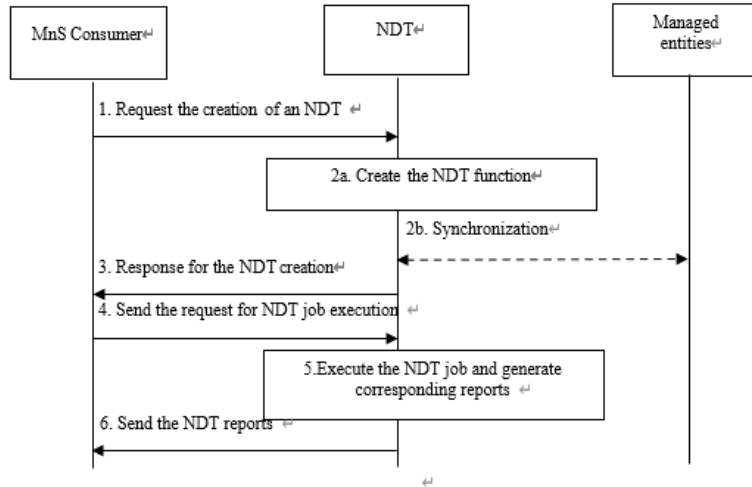 MnS Consumer↵
NDT↵
Managed
entities↵
1. Request the creation of an NDT ↵
2a. Create the NDT function↵
2b. Synchronization↵
3. Response for the NDT creation↵
4. Send the request for NDT job execution ↵
5.Execute the NDT job and generate
corresponding reports ↵
6. Send the NDT reports ↵
↵